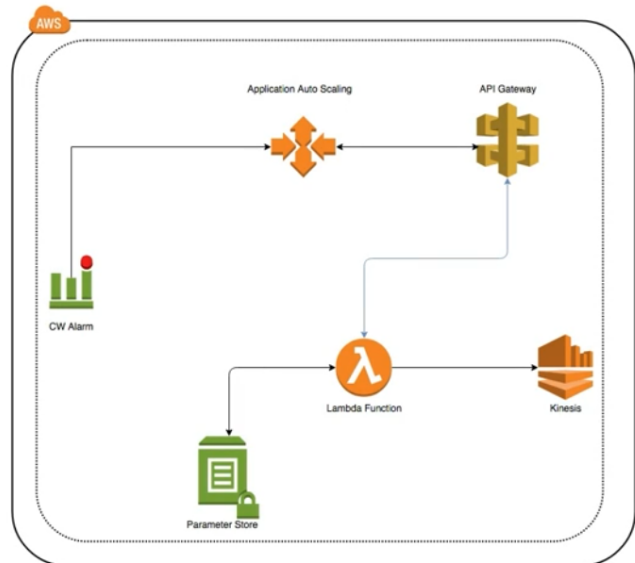 AWS
Application Auto Scaling
API Gateway
CW Alarm
Lambda Function
Kinesis
Parameter Store